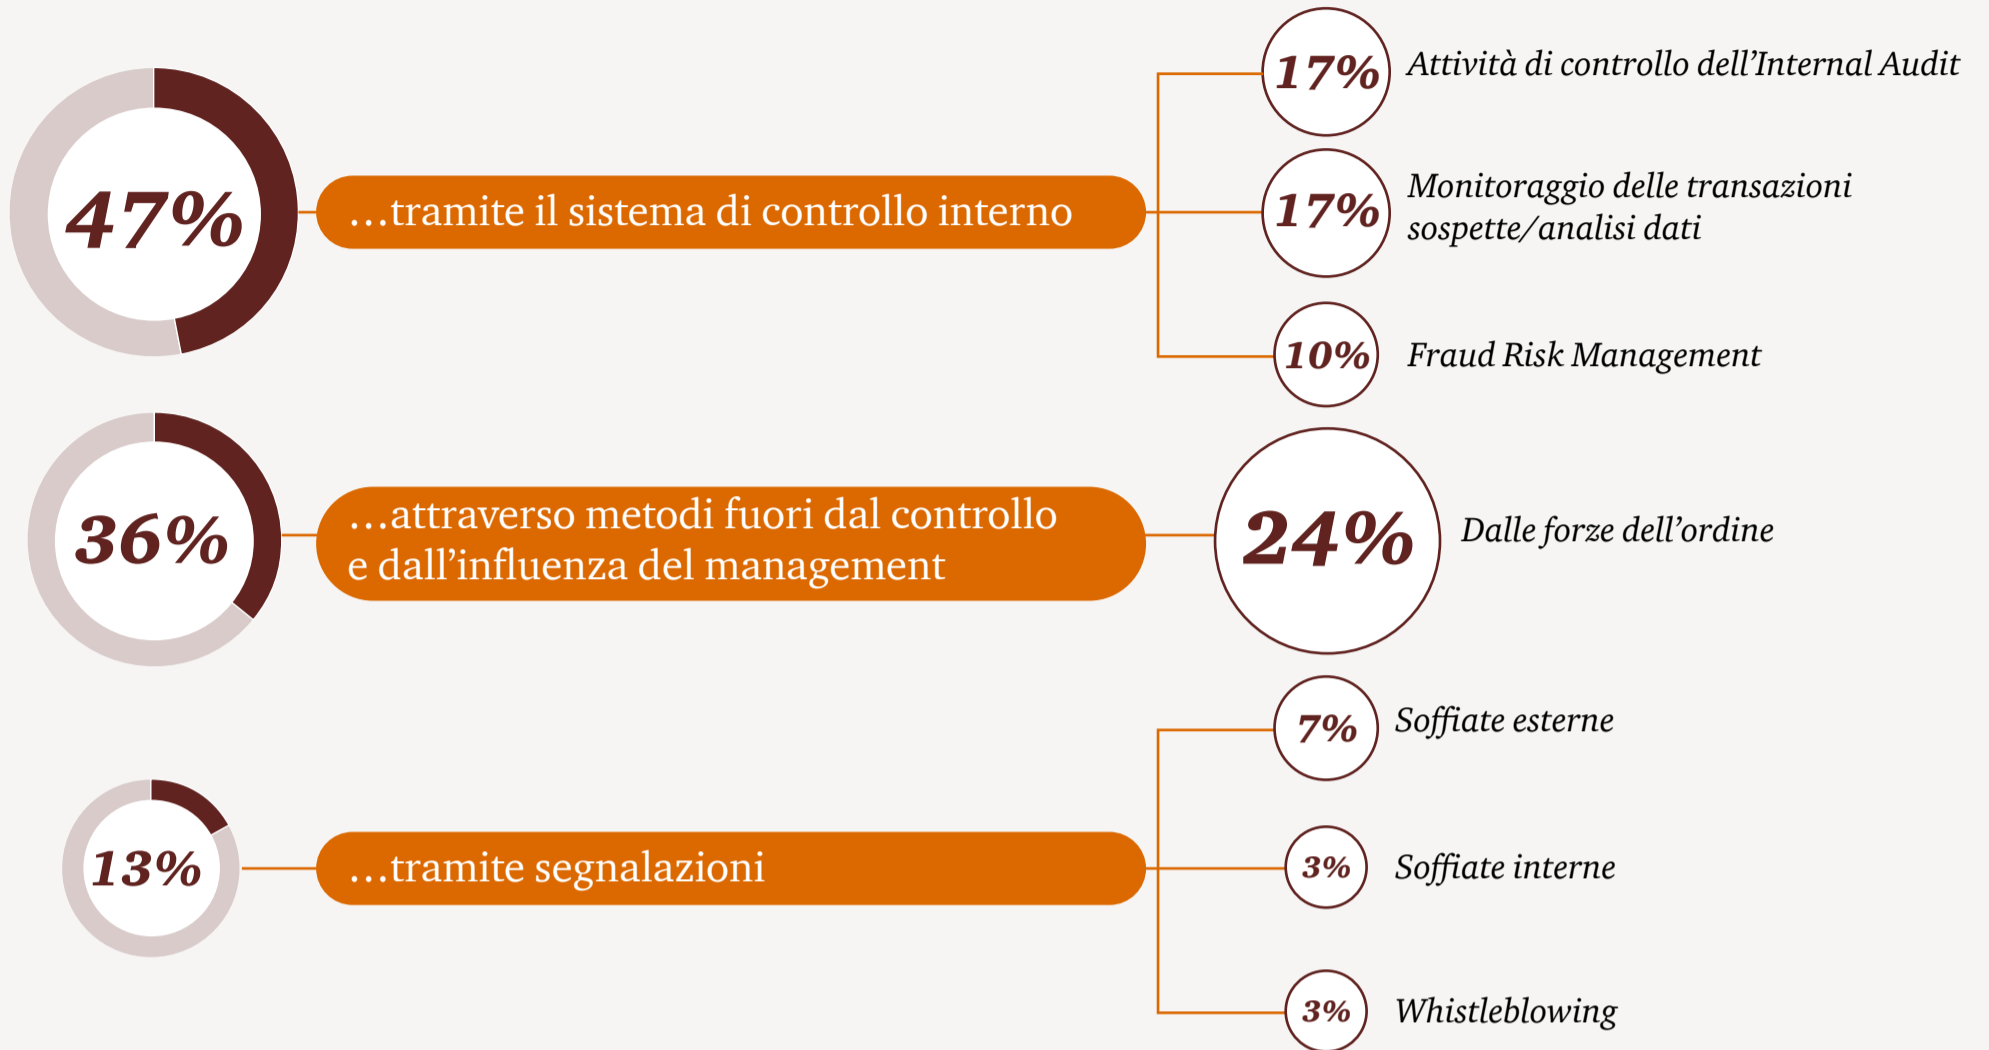 47%
…tramite il sistema di controllo interno
17%
Attività di controllo dell’Internal Audit
17%
Monitoraggio delle transazioni
sospette/analisi dati
10%
Fraud Risk Management
36%
…attraverso metodi fuori dal controllo
e dall’influenza del management
24%
Dalle forze dell’ordine
13%
…tramite segnalazioni
7%
Soffiate esterne
3%
Soffiate interne
3%
Whistleblowing